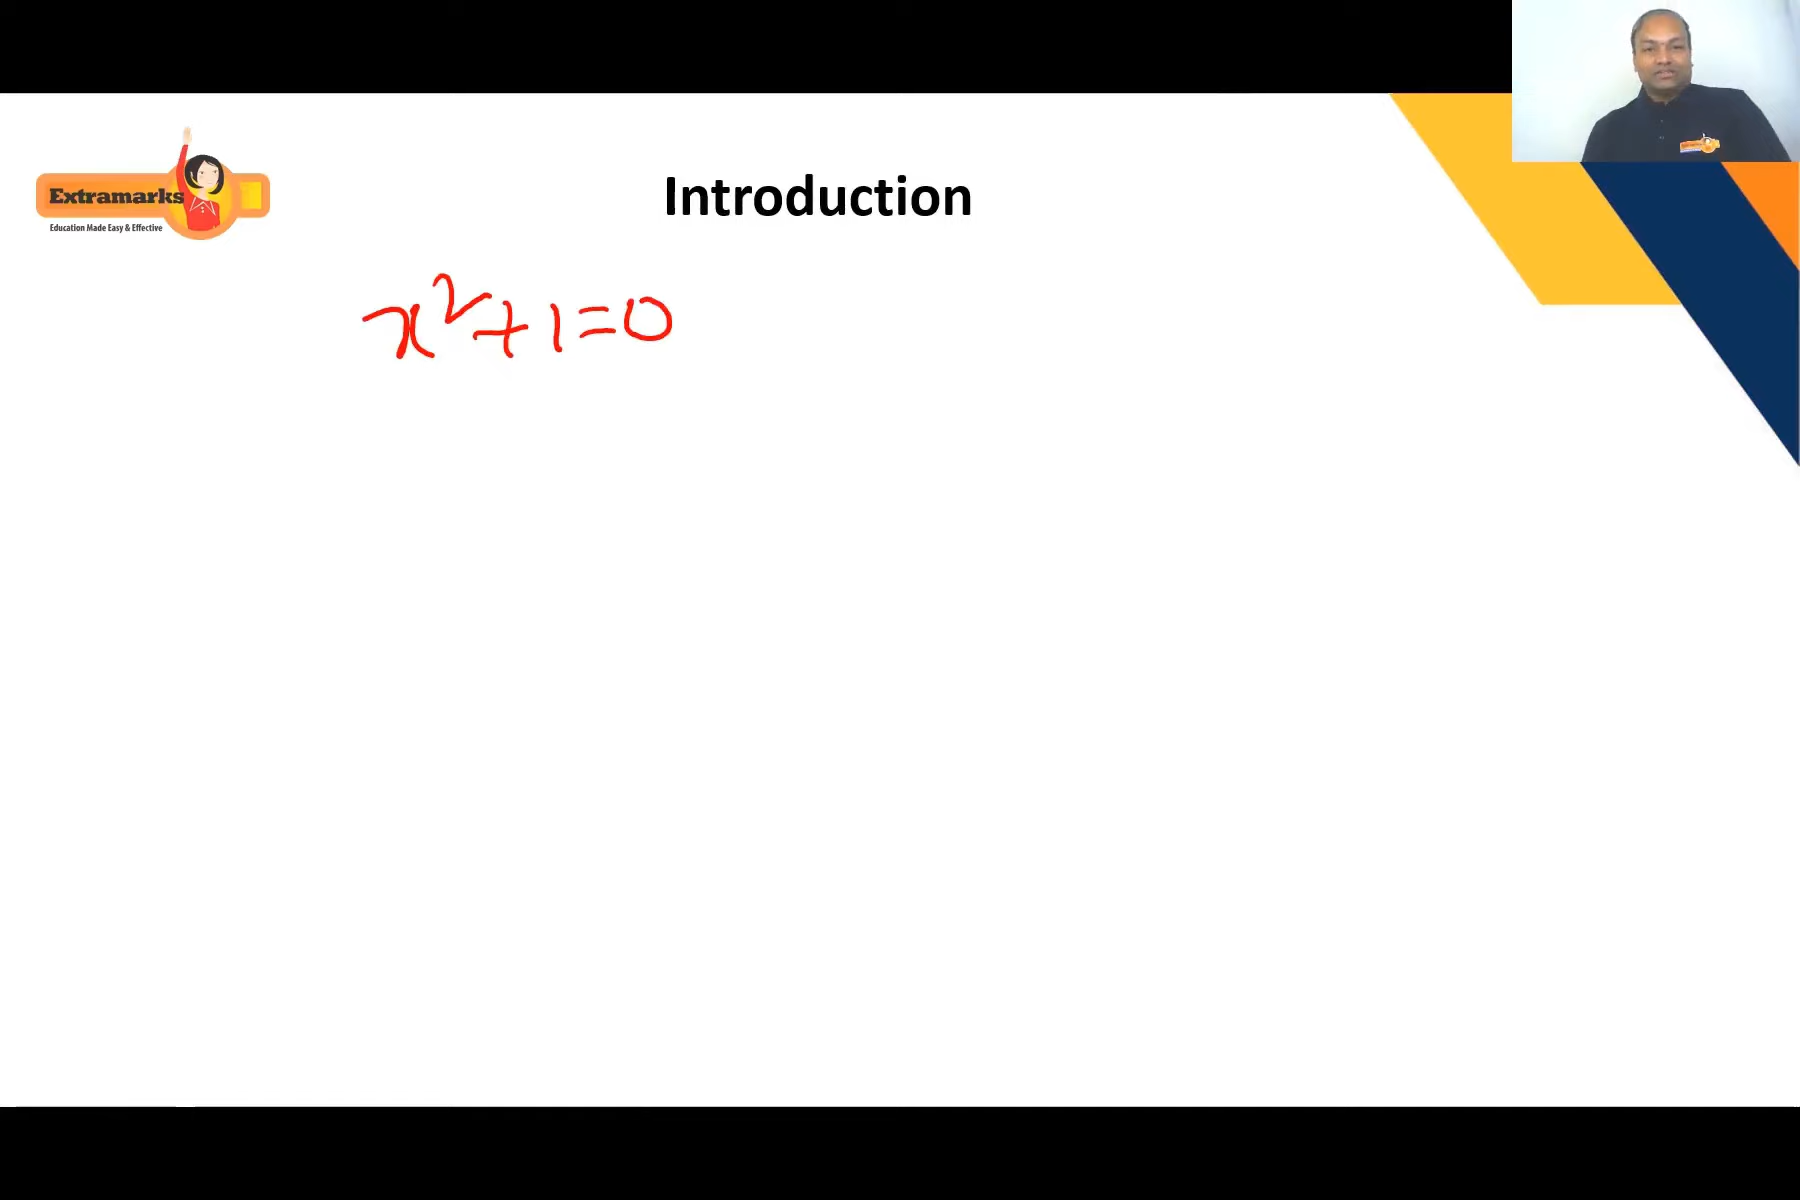 Extramarks
Education Made Easy & Effective
Introduction
x²+1=0